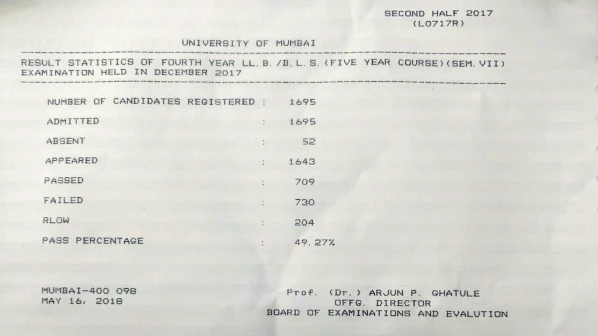 SECOND HALF 2017
(L0717R)
UNIVERSITY OF MUMBAI
RESULT STATISTICS OF FOURTH YEAR LL.B./B.L.S.(FIVE YEAR COURSE)(SEM.VII)
EXAMINATION HELD IN DECEMBER 2017
NUMBER OF CANDIDATES REGISTERED : 1695
ADMITTED : 1695
ABSENT : 52
APPEARED : 1643
PASSED : 709
FAILED : 730
RLOW : 204
PASS PERCENTAGE : 49.27%
MUMBAI-400 098 Prof. (Dr.) ARJUN P. GHATULE
MAY 16, 2018 OFFG. DIRECTOR
BOARD OF EXAMINATIONS AND EVALUTION